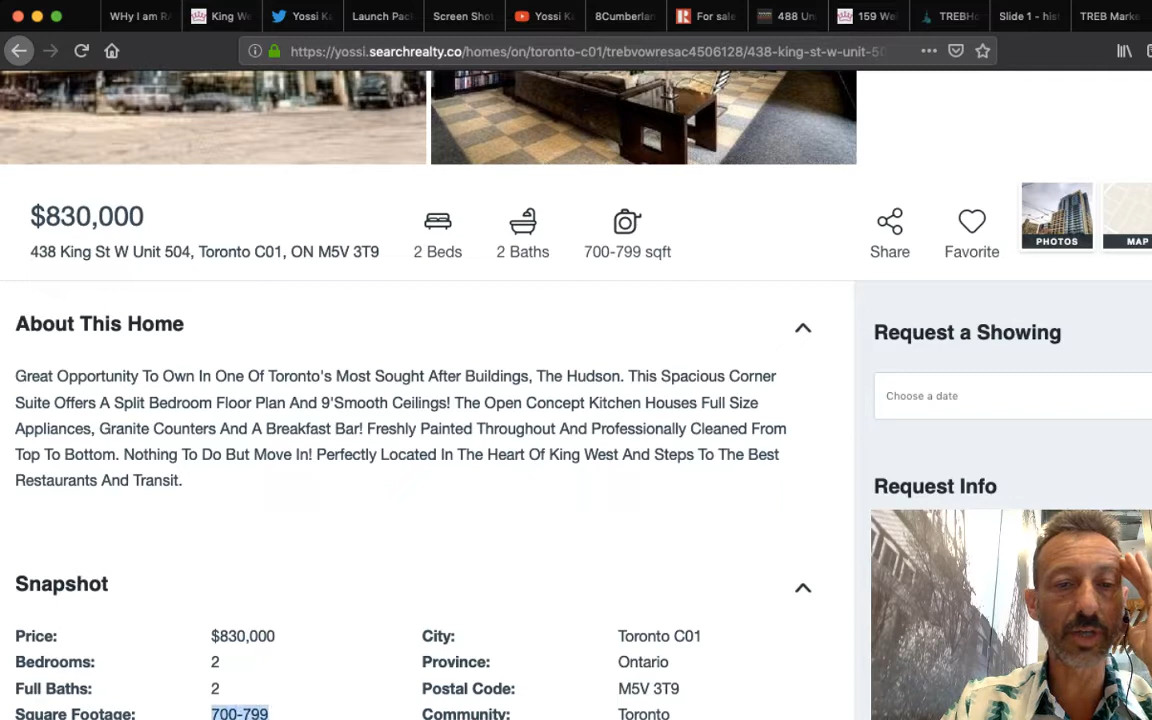 WHy I am RA
King We
Yossi K
Launch Pac
Screen Shot
Yossi K
8Cumberlan
For sale
488 Un
159 Wel
TREBHo
Slide 1 - his
TREB Marke
https://yossi.searchrealty.co/homes/on/toronto-c01/trebvowresac4506128/438-king-st-w-unit-50
$830,000
438 King St W Unit 504, Toronto C01, ON M5V 3T9
2 Beds
2 Baths
700-799 sqft
Share
Favorite
PHOTOS
MAP
About This Home
Great Opportunity To Own In One Of Toronto's Most Sought After Buildings, The Hudson. This Spacious Corner
Suite Offers A Split Bedroom Floor Plan And 9'Smooth Ceilings! The Open Concept Kitchen Houses Full Size
Appliances, Granite Counters And A Breakfast Bar! Freshly Painted Throughout And Professionally Cleaned From
Top To Bottom. Nothing To Do But Move In! Perfectly Located In The Heart Of King West And Steps To The Best
Restaurants And Transit.
Request a Showing
Choose a date
Request Info
Snapshot
Price: $830,000 City: Toronto C01
Bedrooms: 2 Province: Ontario
Full Baths: 2 Postal Code: M5V 3T9
Square Footage: 700-799 Community: Toronto